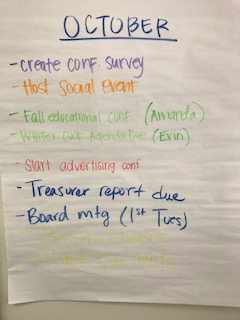 OCTOBER
- create conf. survey
- Host Social Event
- Fall educational conf (Amanda)
- Winter Conf Agenda Due (Erin)
- Start advertising conf
- Treasurer report due
- Board mtg (1st Tues)